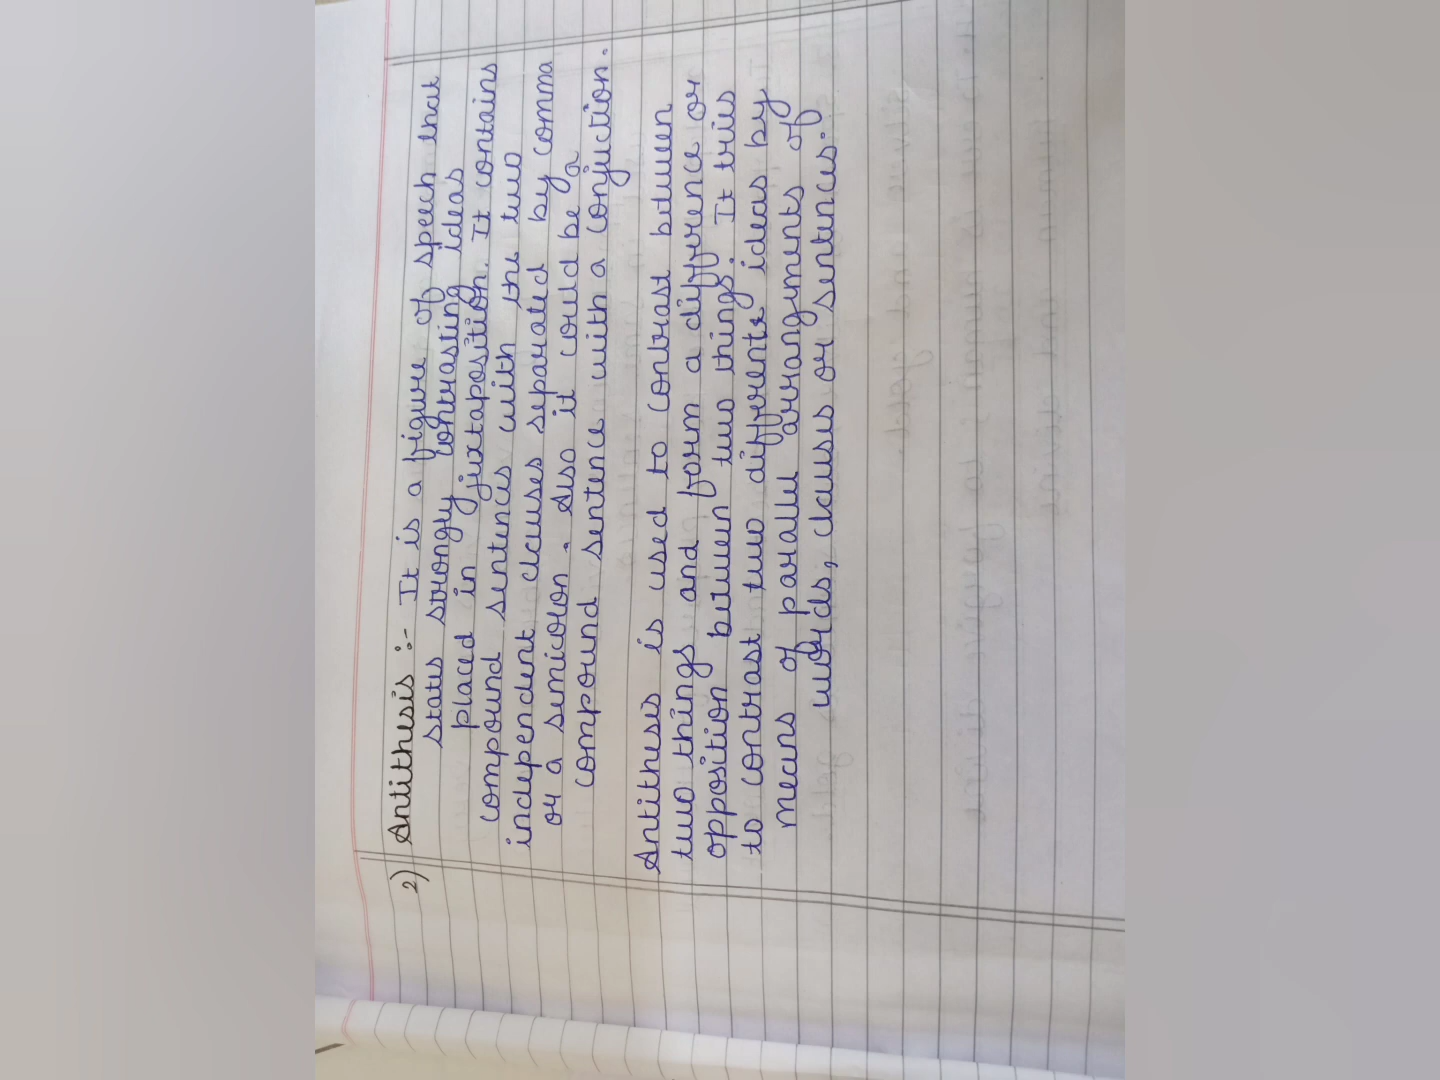 2) Antithesis :- It is a figure of speech that
states strongly contrasting ideas
placed in juxtaposition. It contains
compound sentences with the two
independent clauses separated by comma
or a semicolon. Also it could be a
compound sentence with a conjuction.
Antithesis is used to contrast between
two things and form a difference or
opposition between two things. It tries
to contrast two different ideas by
means of parallel arrangements of
words, clauses or sentences.